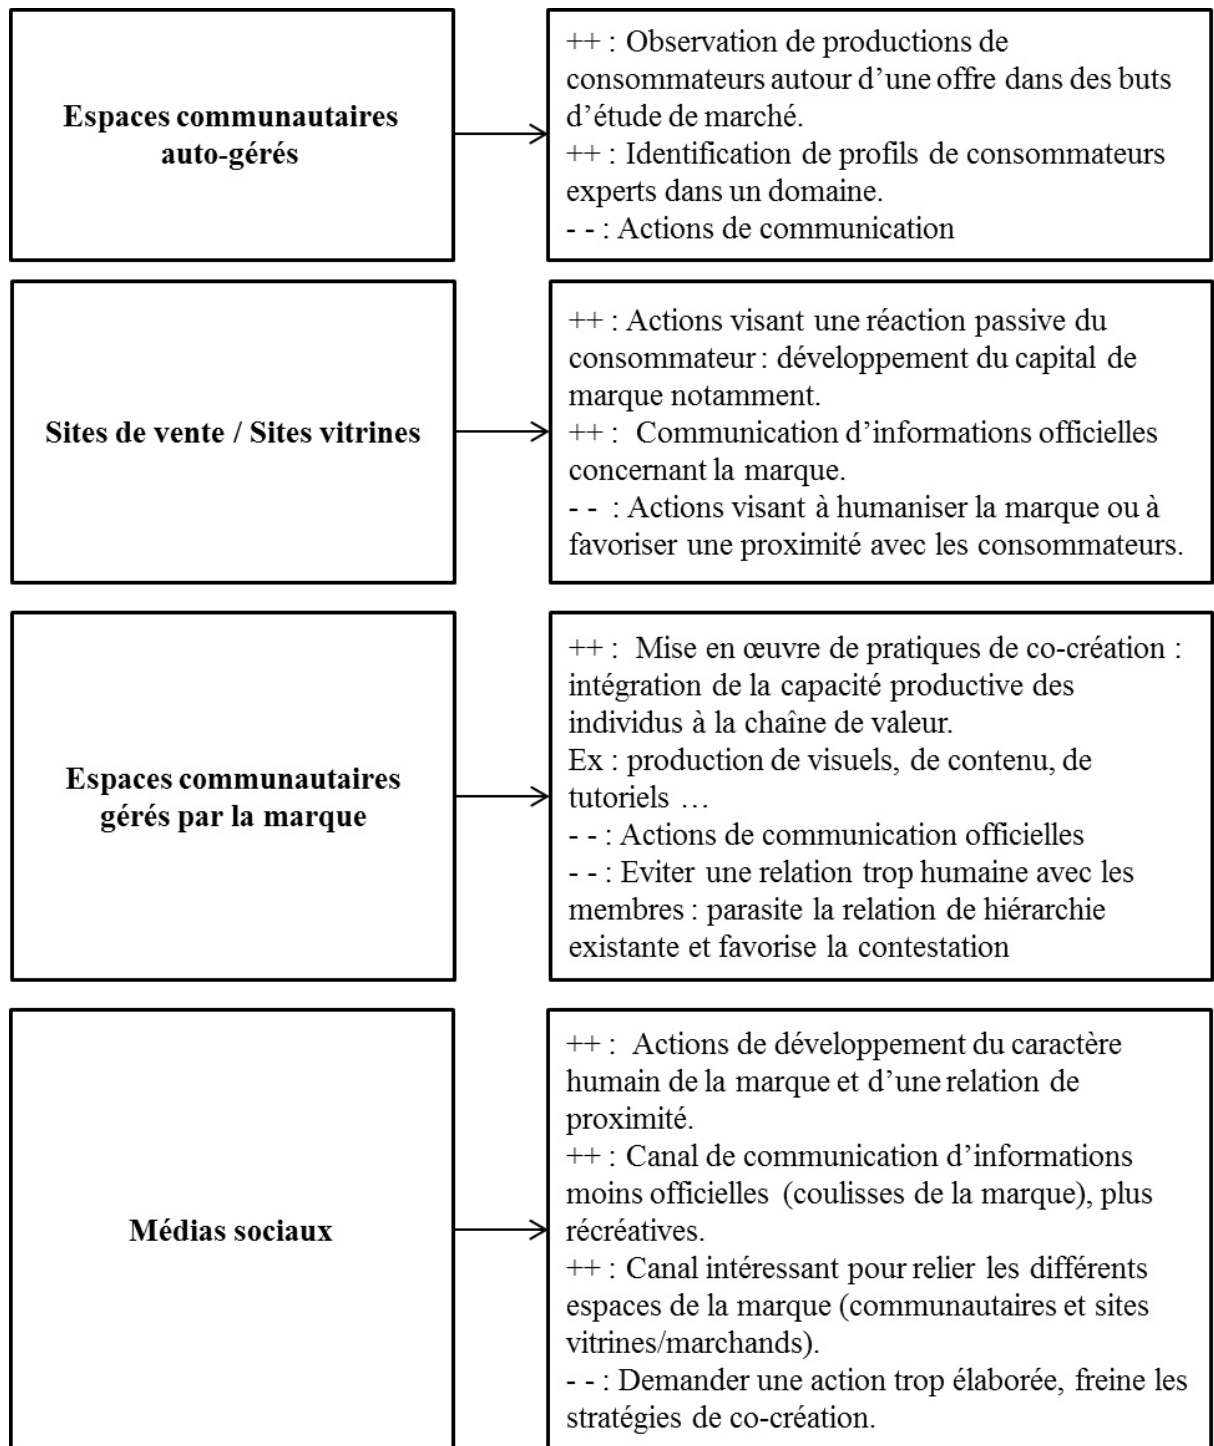 Espaces communautaires
auto-gérés
++ : Observation de productions de
consommateurs autour d’une offre dans des buts
d’étude de marché.
++ : Identification de profils de consommateurs
experts dans un domaine.
- - : Actions de communication
Sites de vente / Sites vitrines
++ : Actions visant une réaction passive du
consommateur : développement du capital de
marque notamment.
++ : Communication d’informations officielles
concernant la marque.
- - : Actions visant à humaniser la marque ou à
favoriser une proximité avec les consommateurs.
Espaces communautaires
gérés par la marque
++ : Mise en œuvre de pratiques de co-création :
intégration de la capacité productive des
individus à la chaîne de valeur.
Ex : production de visuels, de contenu, de
tutoriels …
- - : Actions de communication officielles
- - : Eviter une relation trop humaine avec les
membres : parasite la relation de hiérarchie
existante et favorise la contestation
Médias sociaux
++ : Actions de développement du caractère
humain de la marque et d’une relation de
proximité.
++ : Canal de communication d’informations
moins officielles (coulisses de la marque), plus
récréatives.
++ : Canal intéressant pour relier les différents
espaces de la marque (communautaires et sites
vitrines/marchands).
- - : Demander une action trop élaborée, freine les
stratégies de co-création.